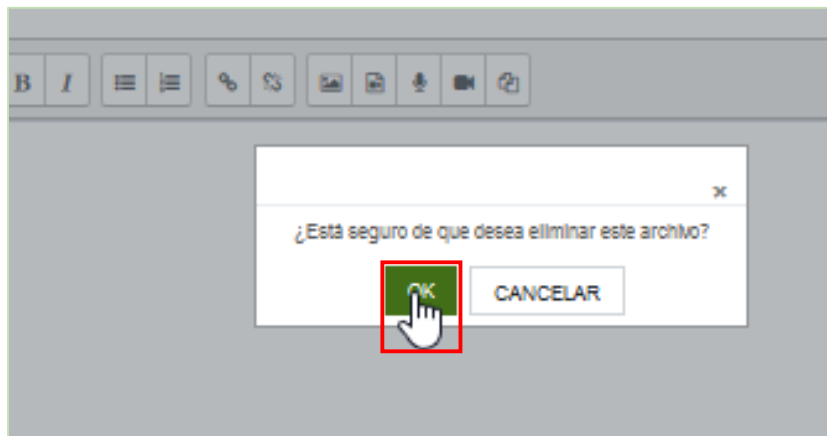 B I
×
¿Está seguro de que desea eliminar este archivo?
OK CANCELAR